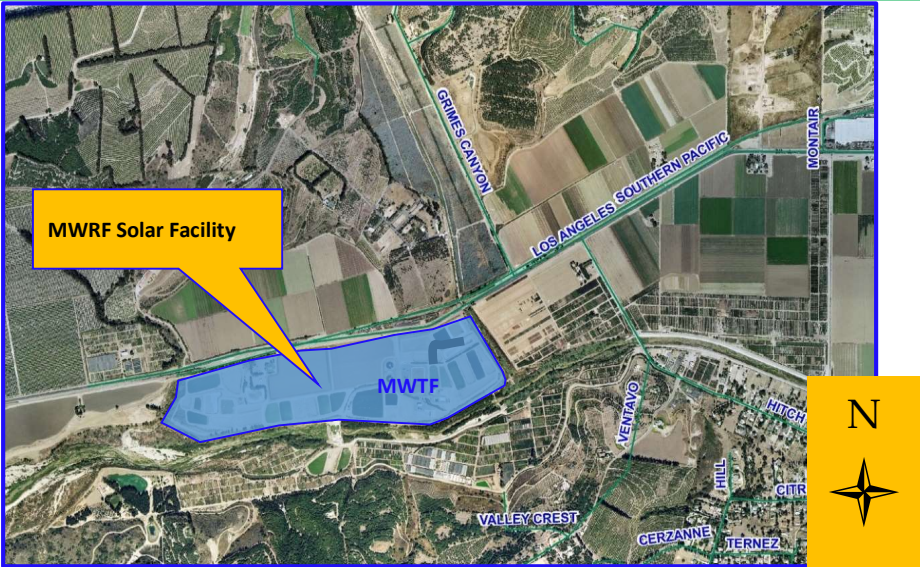 GRIMES CANYON
MONTAIR
LOS ANGELES SOUTHERN PACIFIC
MWRF Solar Facility
MWTF
VENTAVO
HITCH
N
HILL
CITR
VALLEY CREST
CERZANNE
TERNEZ